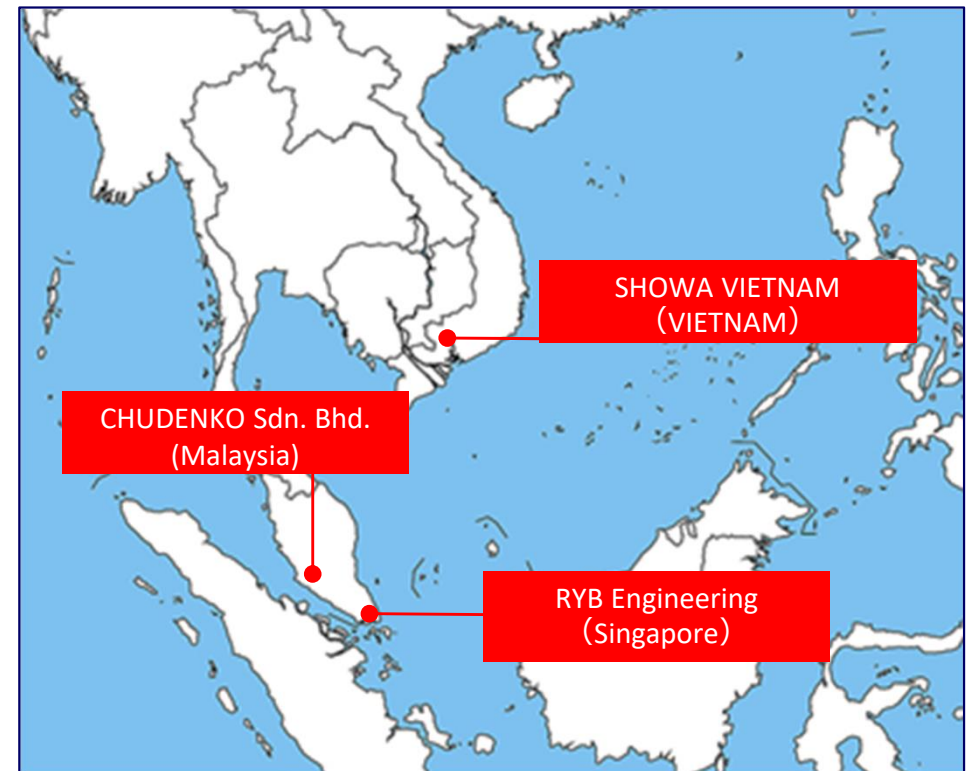 SHOWA VIETNAM
（VIETNAM）
CHUDENKO Sdn. Bhd.
(Malaysia)
RYB Engineering
（Singapore）